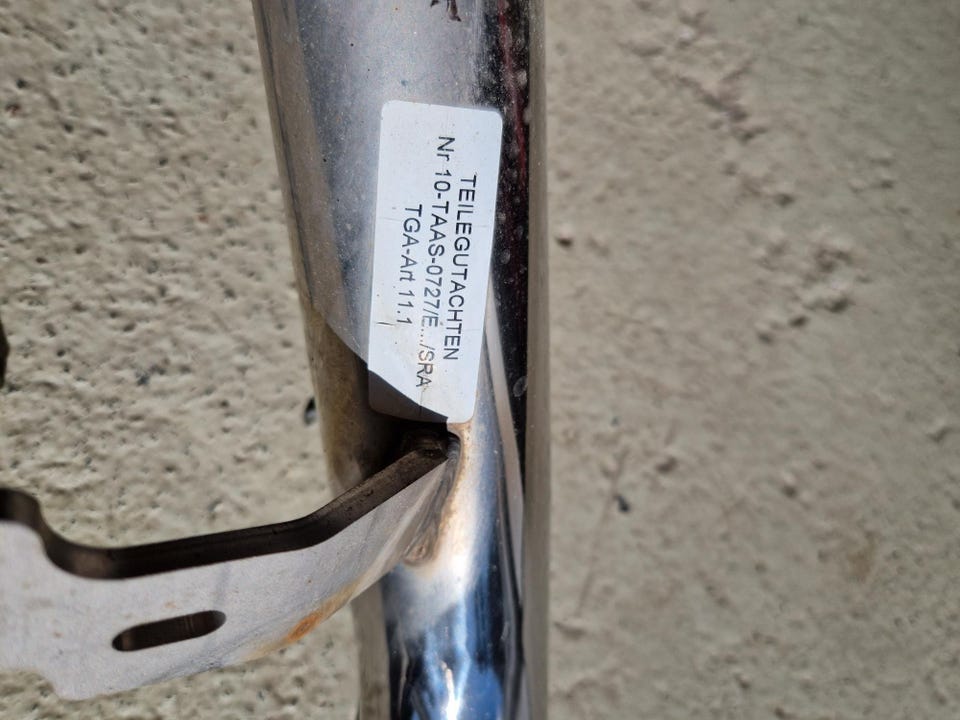 TEILEGUTACHTEN
Nr 10-TAAS-0727/E.../SRA
TGA-Art 11.1